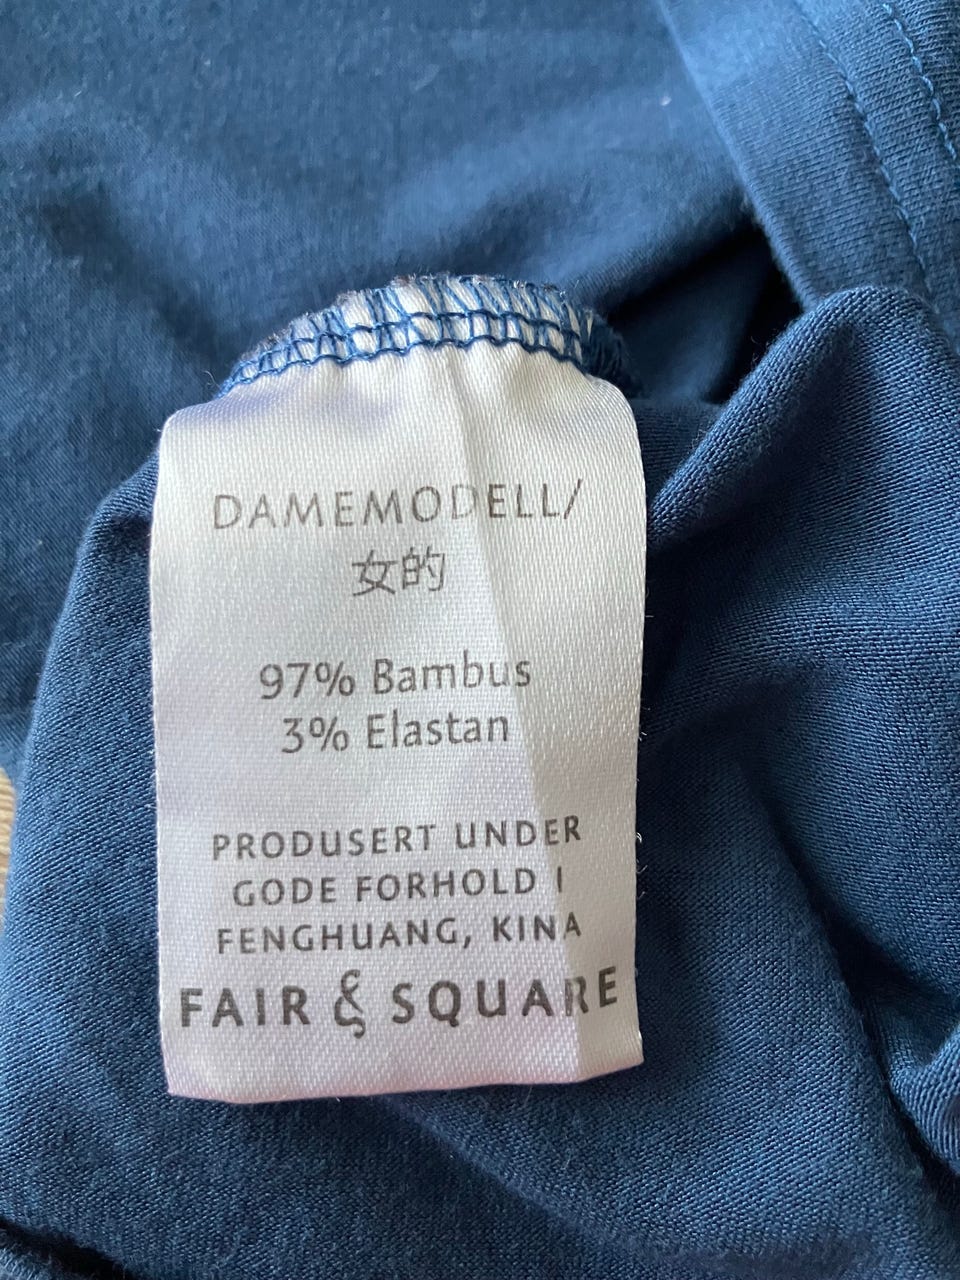 DAMEMODELL/
女的
97% Bambus
3% Elastan
PRODUSERT UNDER
GODE FORHOLD I
FENGHUANG, KINA
FAIR & SQUARE